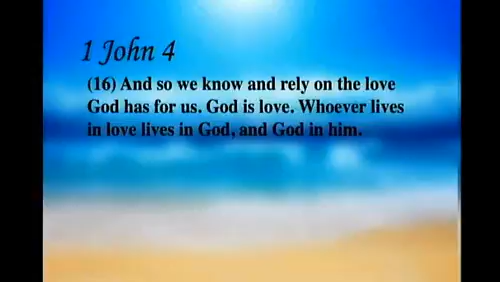 1 John 4
(16) And so we know and rely on the love
God has for us. God is love. Whoever lives
in love lives in God, and God in him.